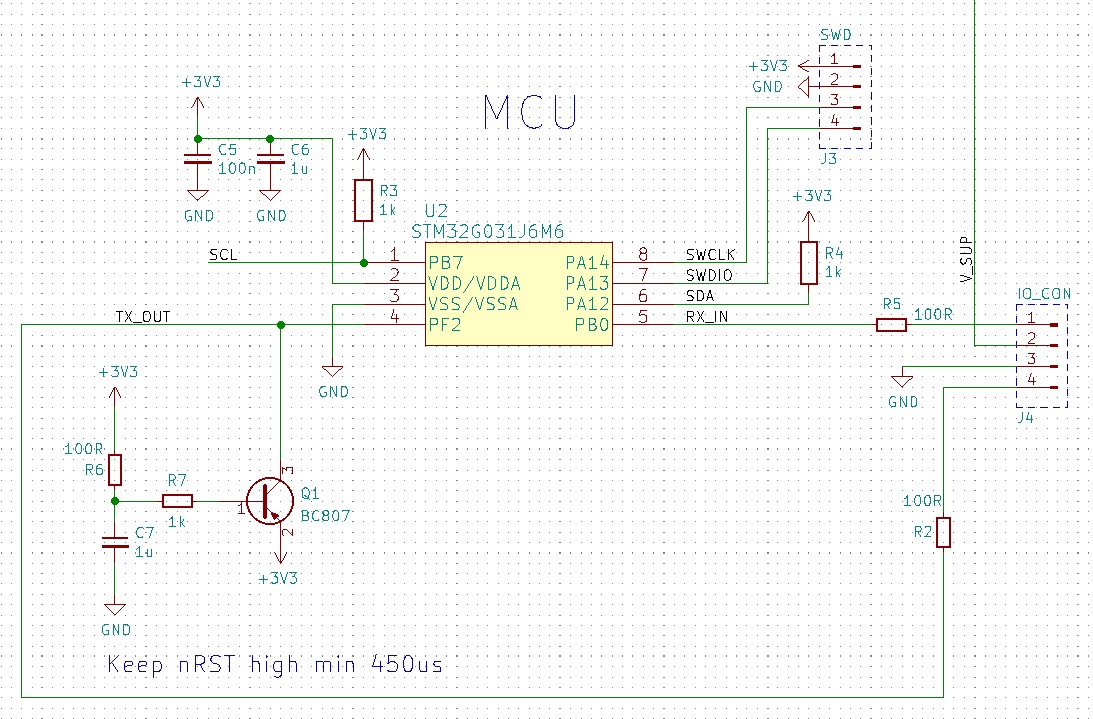 SWD
+3V3
1
GND
2
3
4
J3
MCU
+3V3
C5
100n
C6
1u
GND
GND
+3V3
R3
1k
U2
STM32G031J6M6
SCL
1
PB7
2
VDD/VDDA
3
VSS/VSSA
4
PF2
PA14
8
SWCLK
PA13
7
SWDIO
PA12
6
SDA
PB0
5
RX_IN
+3V3
R4
1k
V_SUP
R5
100R
IO_CON
1
2
3
4
GND
J4
TX_OUT
GND
+3V3
100R
R6
R7
1k
C7
1u
GND
1
3
2
Q1
BC807
+3V3
100R
R2
Keep nRST high min 450us